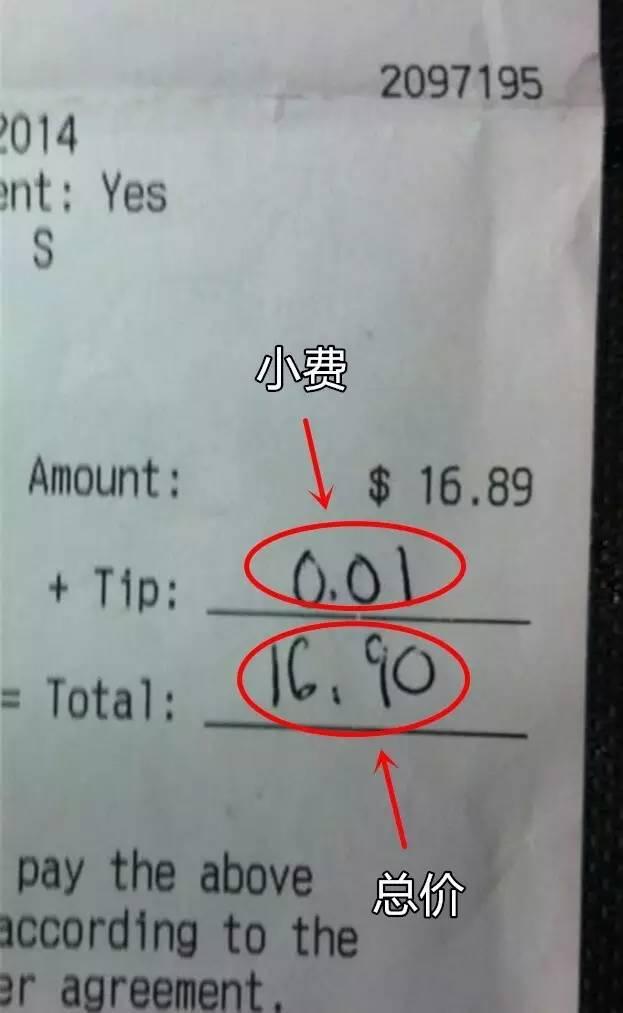 2097195
2014
ent: Yes
S
小费
Amount: $ 16.89
+ Tip: 0.01
= Total: 16.90
总价
pay the above
according to the
er agreement.